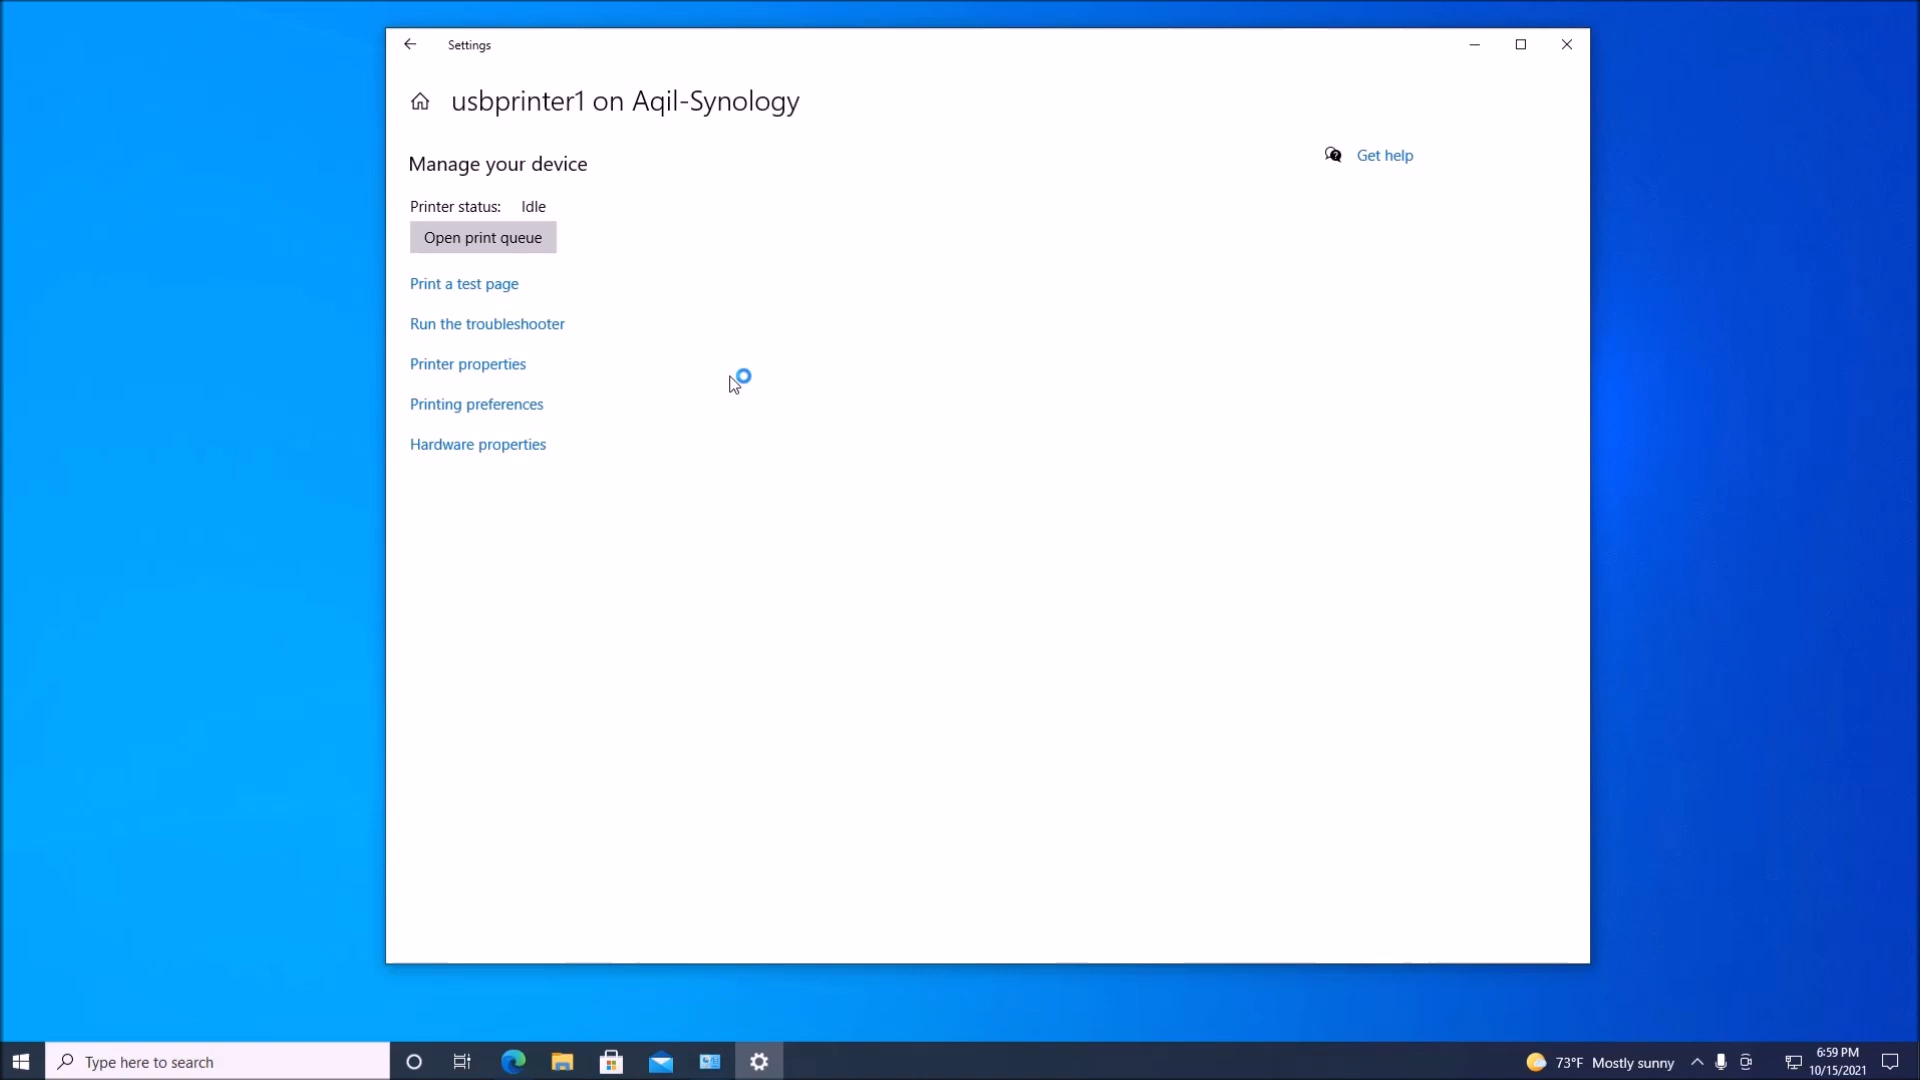 Settings
usbprinter1 on Aqil-Synology
Manage your device
Get help
Printer status: Idle
Open print queue
Print a test page
Run the troubleshooter
Printer properties
Printing preferences
Hardware properties
Type here to search
73°F Mostly sunny
6:59 PM
10/15/2021